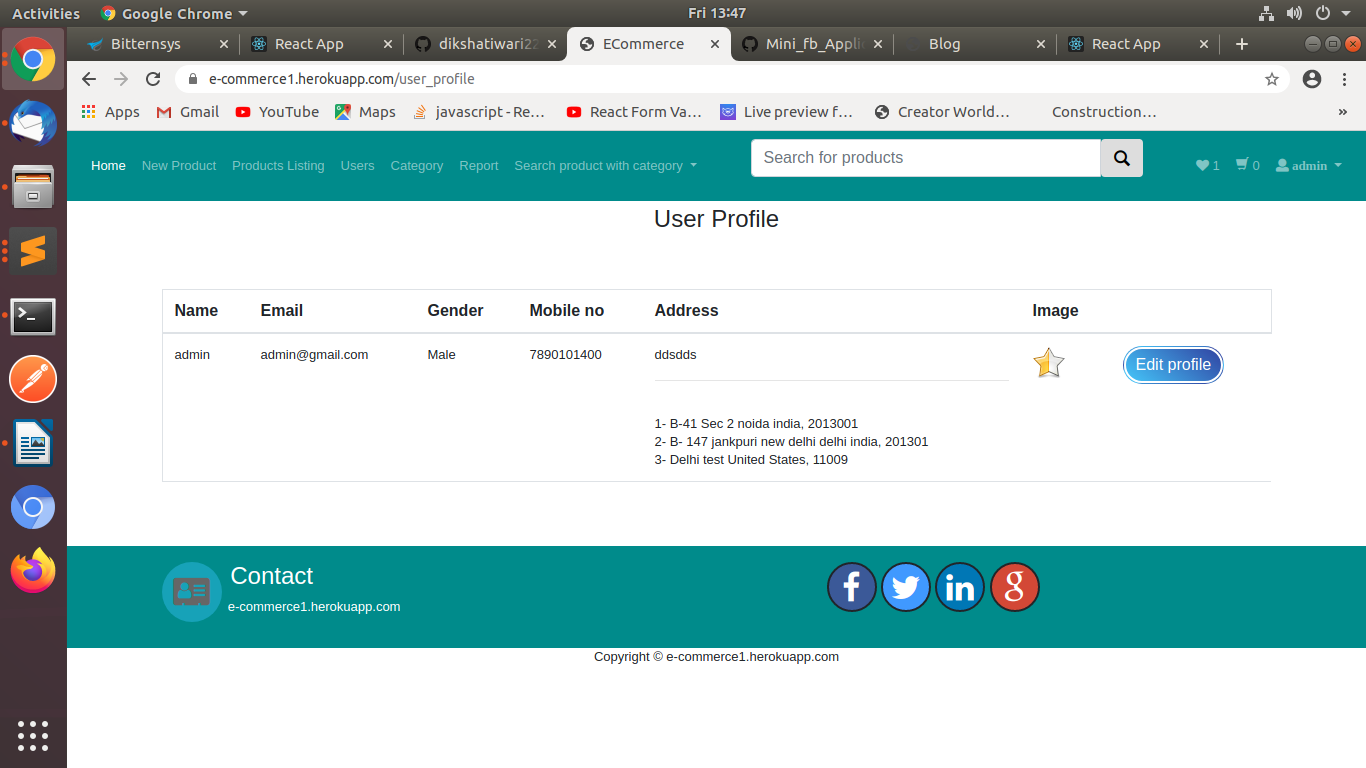 Activities Google Chrome Fri 13:47
Bitternsys React App dikshatiwari22 ECommerce Mini_fb_Appli Blog React App
e-commerce1.herokuapp.com/user_profile
Apps Gmail YouTube Maps javascript - Re... React Form Va... Live preview f... Creator World... Construction... »
Home New Product Products Listing Users Category Report Search product with category Search for products 1 0 admin
User Profile
Name Email Gender Mobile no Address Image
admin admin@gmail.com Male 7890101400 ddsdds Edit profile
1- B-41 Sec 2 noida india, 2013001
2- B- 147 jankpuri new delhi delhi india, 201301
3- Delhi test United States, 11009
Contact
e-commerce1.herokuapp.com
Copyright © e-commerce1.herokuapp.com